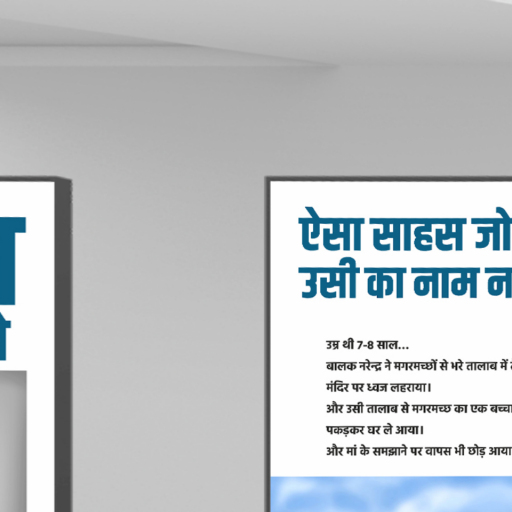 ऐसा साहस जो
उसी का नाम न
उम्र थी 7-8 साल...
बालक नरेन्द्र ने मगरमच्छों से भरे तालाब में
मंदिर पर ध्वज लहराया।
और उसी तालाब से मगरमच्छ का एक बच्चा
पकड़कर घर ले आया।
और मां के समझाने पर वापस भी छोड़ आया